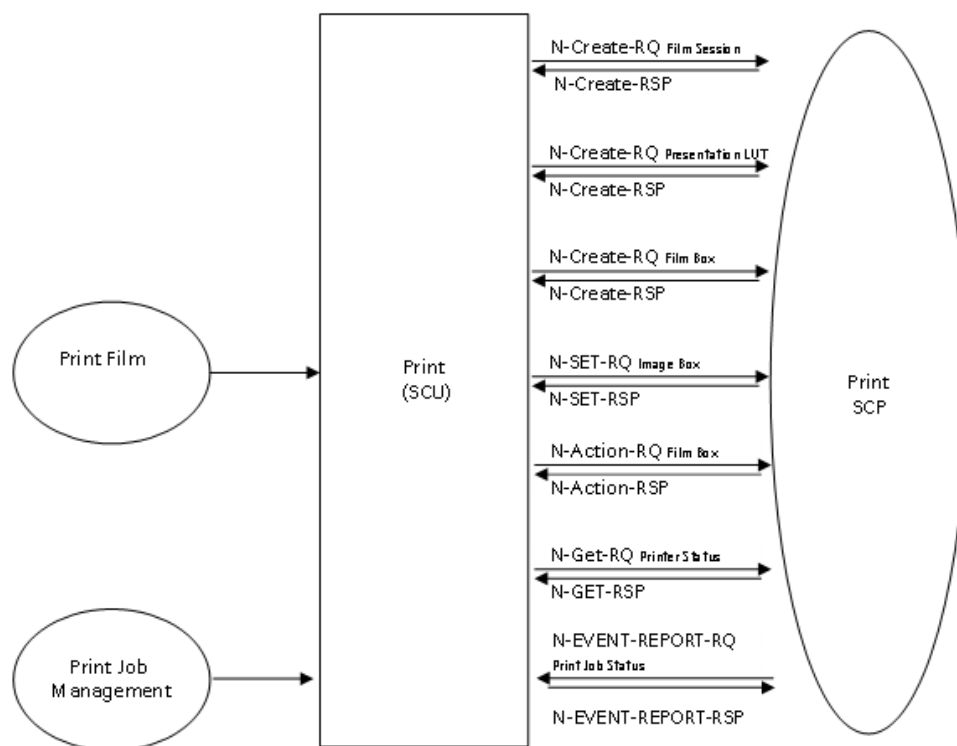 N-Create-RQ Film Session
N-Create-RSP
N-Create-RQ Presentation LUT
N-Create-RSP
N-Create-RQ Film Box
N-Create-RSP
Print Film
Print
(SCU)
N-SET-RQ Image Box
N-SET-RSP
Print
SCP
N-Action-RQ Film Box
N-Action-RSP
N-Get-RQ Printer Status
N-GET-RSP
Print Job
Management
N-EVENT-REPORT-RQ
Print Job Status
N-EVENT-REPORT-RSP